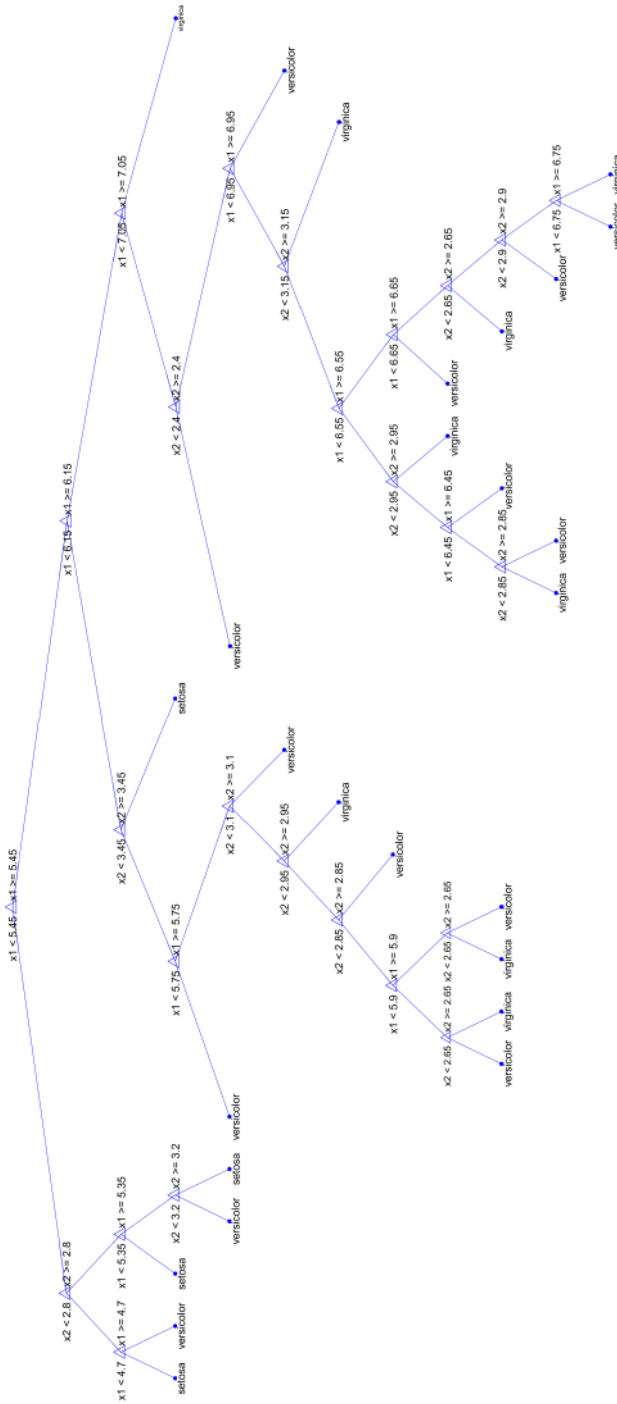 x1 < 5.45 x1 >= 5.45
x2 < 2.8 x2 >= 2.8 x1 < 6.15 x1 >= 6.15
x1 < 4.7 x1 >= 4.7 x1 < 5.35 x1 >= 5.35 x2 < 3.45 x2 >= 3.45 x1 < 7.05 x1 >= 7.05
setosa versicolor setosa x2 < 3.2 x2 >= 3.2 x1 < 5.75 x1 >= 5.75 setosa x2 < 2.4 x2 >= 2.4 virginica
versicolor setosa versicolor x2 < 3.1 x2 >= 3.1 versicolor x1 < 6.95 x1 >= 6.95
x2 < 2.95 x2 >= 2.95 versicolor x2 < 3.15 x2 >= 3.15 versicolor
x2 < 2.85 x2 >= 2.85 virginica x1 < 6.55 x1 >= 6.55 virginica
x1 < 5.9 x1 >= 5.9 versicolor x2 < 2.95 x2 >= 2.95 x1 < 6.65 x1 >= 6.65
x2 < 2.65 x2 >= 2.65 x2 < 2.65 x2 >= 2.65 x1 < 6.45 x1 >= 6.45 virginica versicolor x2 < 2.65 x2 >= 2.65
versicolor virginica virginica versicolor x2 < 2.85 x2 >= 2.85 versicolor virginica x2 < 2.9 x2 >= 2.9
virginica versicolor versicolor x1 < 6.75 x1 >= 6.75
versicolor virginica